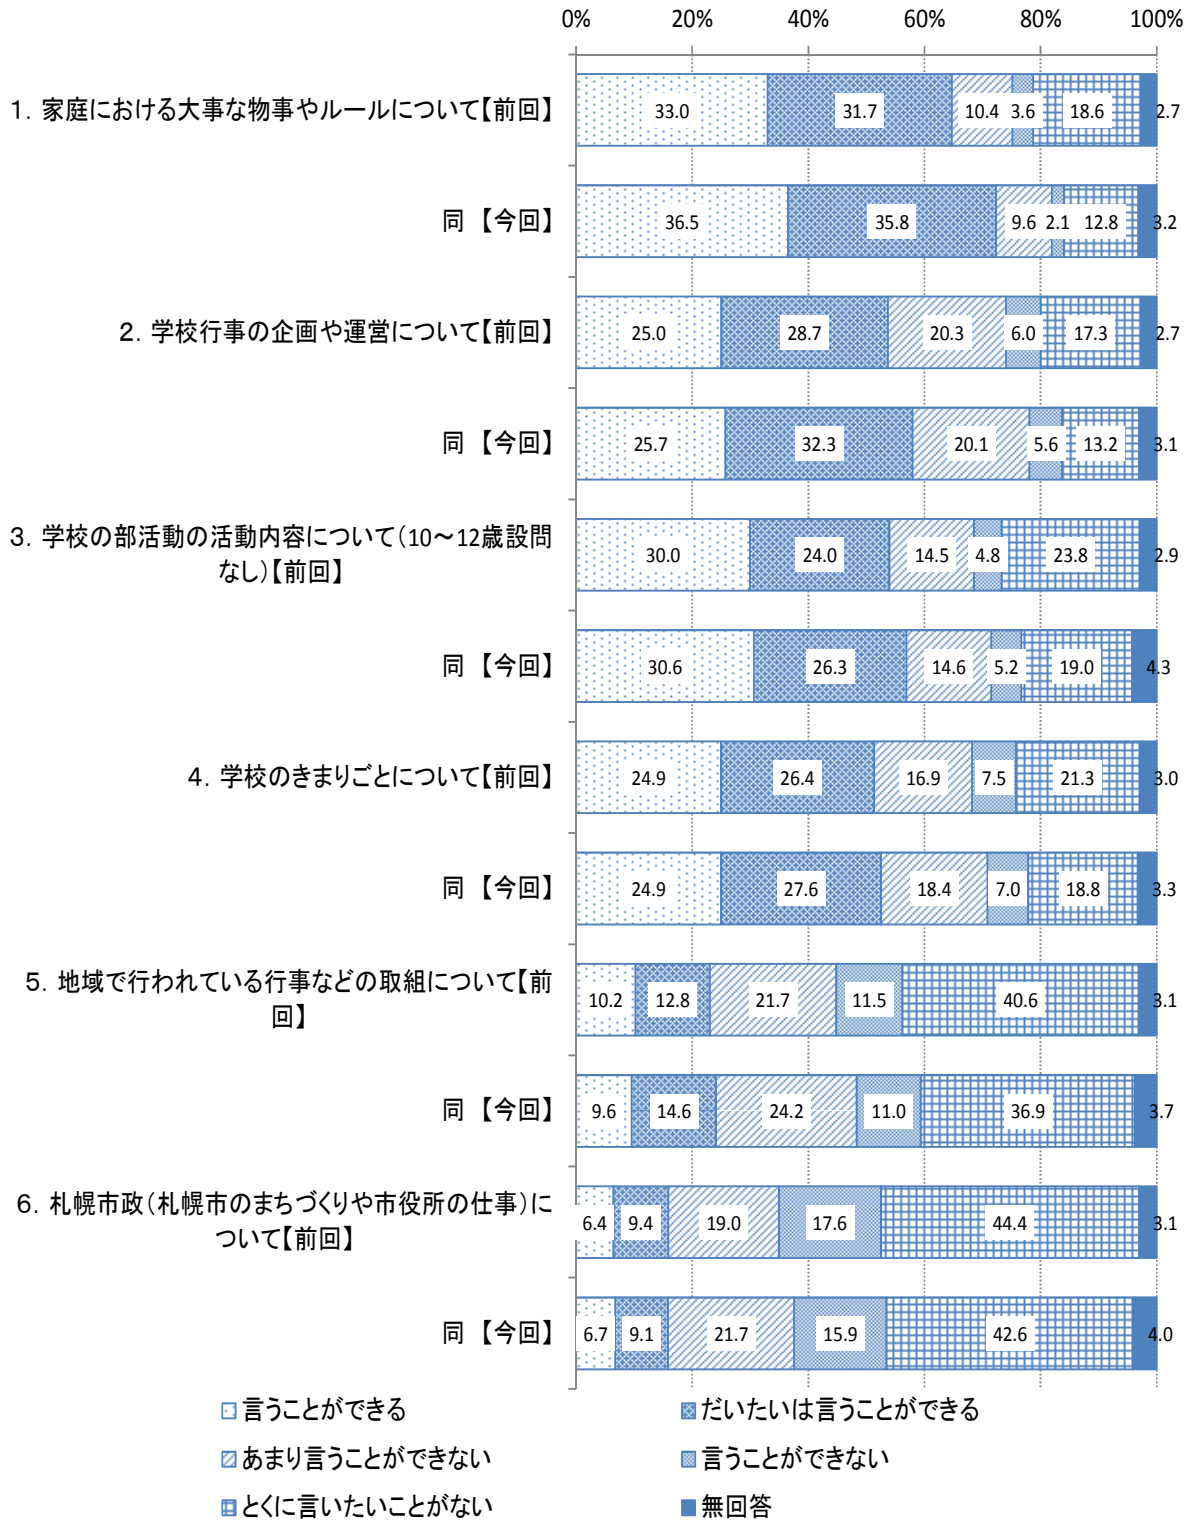 0% 20% 40% 60% 80% 100%
1. 家庭における大事な物事やルールについて【前回】 33.0 31.7 10.4 3.6 18.6 2.7
同 【今回】 36.5 35.8 9.6 2.1 12.8 3.2
2. 学校行事の企画や運営について【前回】 25.0 28.7 20.3 6.0 17.3 2.7
同 【今回】 25.7 32.3 20.1 5.6 13.2 3.1
3. 学校の部活動の活動内容について（10～12歳設問
なし）【前回】 30.0 24.0 14.5 4.8 23.8 2.9
同 【今回】 30.6 26.3 14.6 5.2 19.0 4.3
4. 学校のきまりごとについて【前回】 24.9 26.4 16.9 7.5 21.3 3.0
同 【今回】 24.9 27.6 18.4 7.0 18.8 3.3
5. 地域で行われている行事などの取組について【前
回】 10.2 12.8 21.7 11.5 40.6 3.1
同 【今回】 9.6 14.6 24.2 11.0 36.9 3.7
6. 札幌市政（札幌市のまちづくりや市役所の仕事）に
ついて【前回】 6.4 9.4 19.0 17.6 44.4 3.1
同 【今回】 6.7 9.1 21.7 15.9 42.6 4.0
言うことができる だいたいは言うことができる
あまり言うことができない 言うことができない
とくに言いたいことがない 無回答